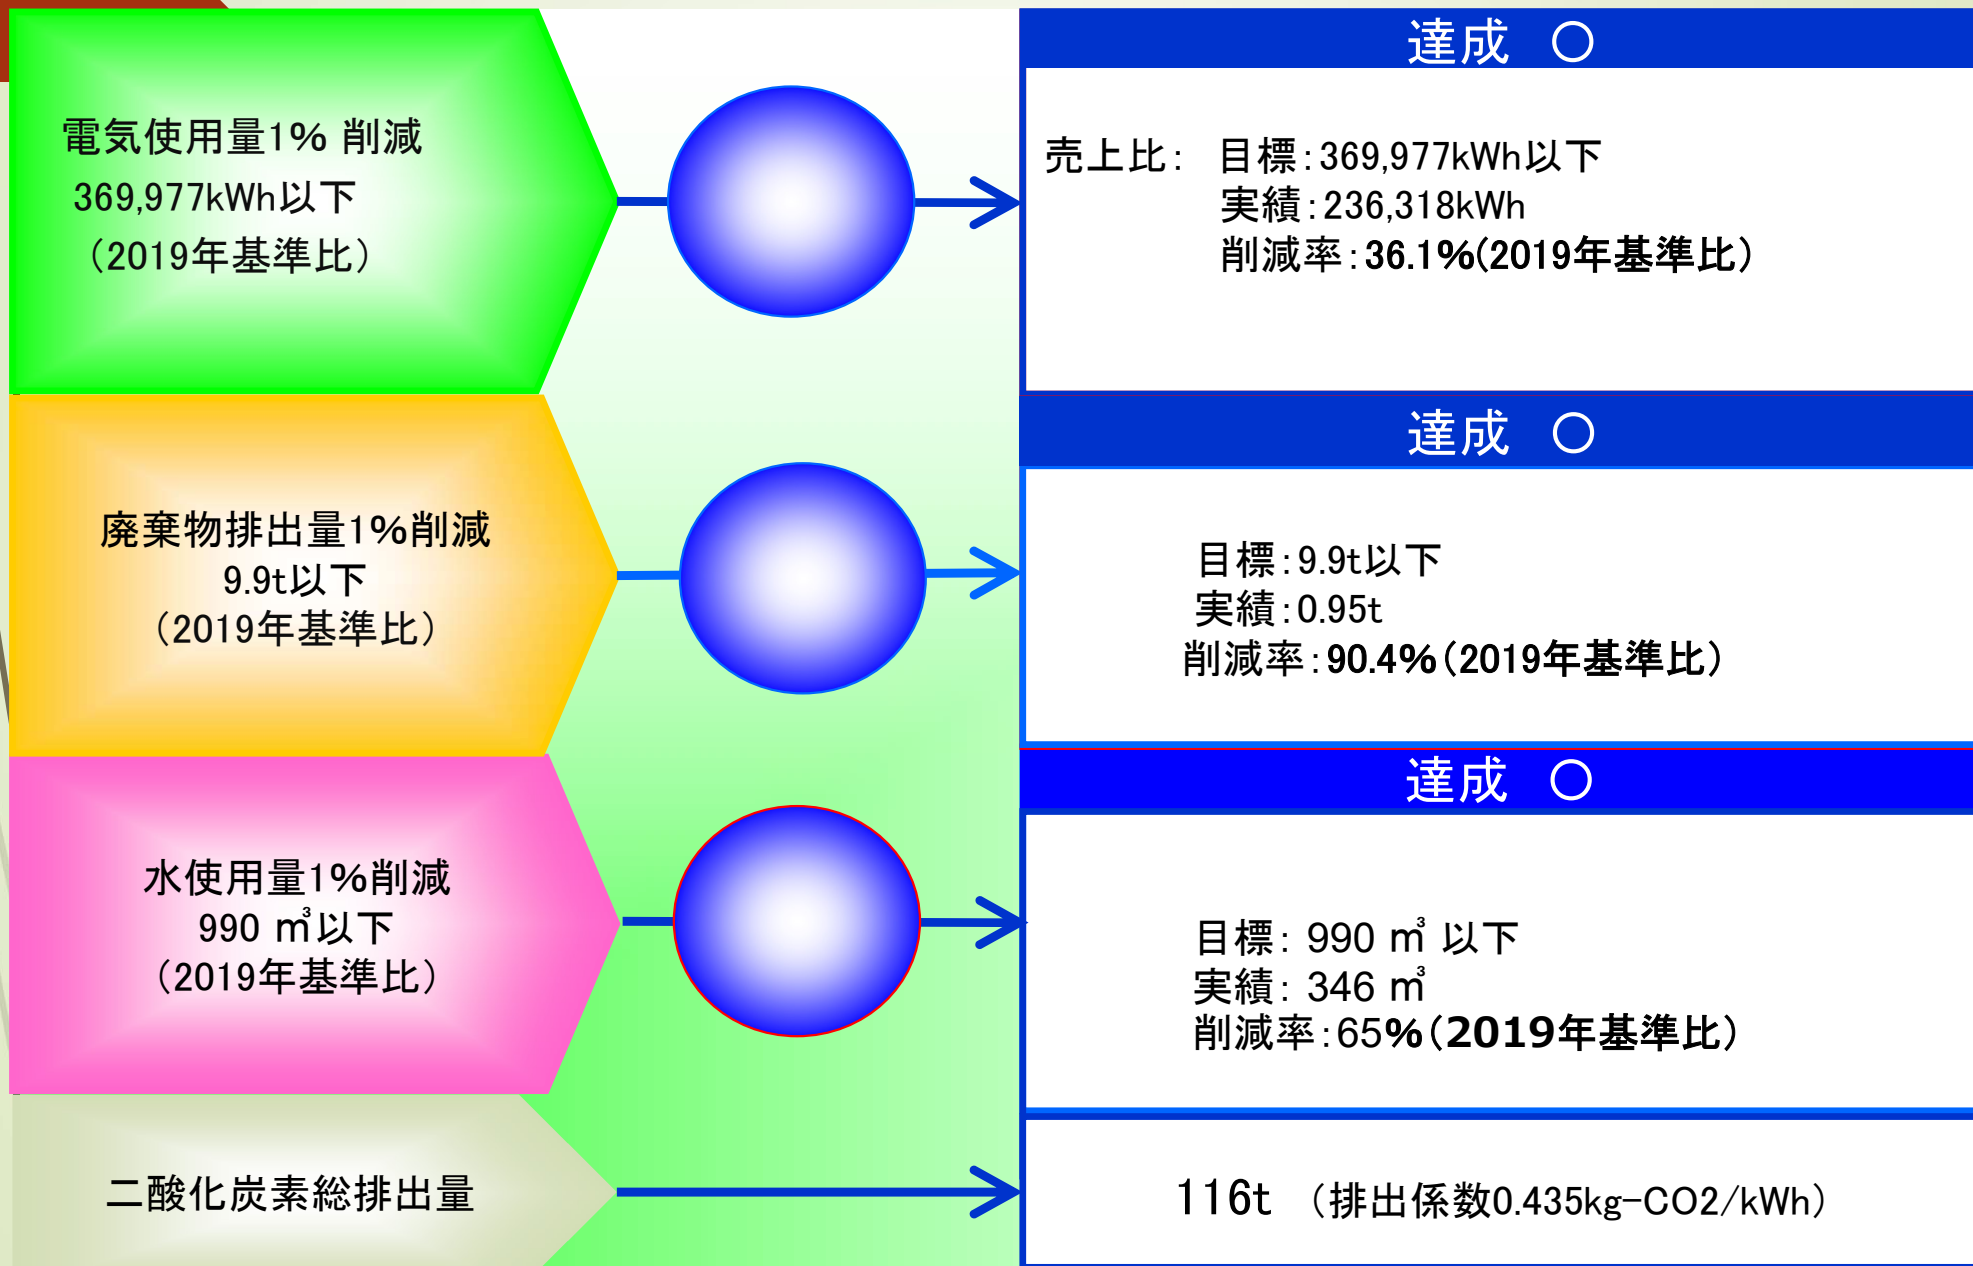 電気使用量1% 削減
369,977kWh以下
（2019年基準比）
達成 〇
売上比： 目標：369,977kWh以下
実績：236,318kWh
削減率：36.1%(2019年基準比）
廃棄物排出量1%削減
9.9t以下
（2019年基準比）
達成 〇
目標：9.9t以下
実績：0.95t
削減率：90.4%（2019年基準比）
水使用量1%削減
990 ㎥以下
（2019年基準比）
達成 〇
目標： 990 ㎥ 以下
実績： 346 ㎥
削減率：65%（2019年基準比）
二酸化炭素総排出量
116t （排出係数0.435kg-CO2/kWh）